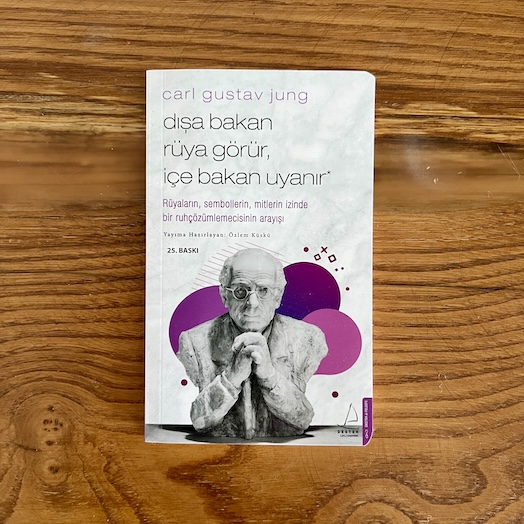 carl gustav jung
dışa bakan
rüya görür,
içe bakan uyanır*
Rüyaların, sembollerin, mitlerin izinde
bir ruhçözümlemecisinin arayışı
Yayıma Hazırlayan: Özlem Küskü
25. BASKI
DESTEK